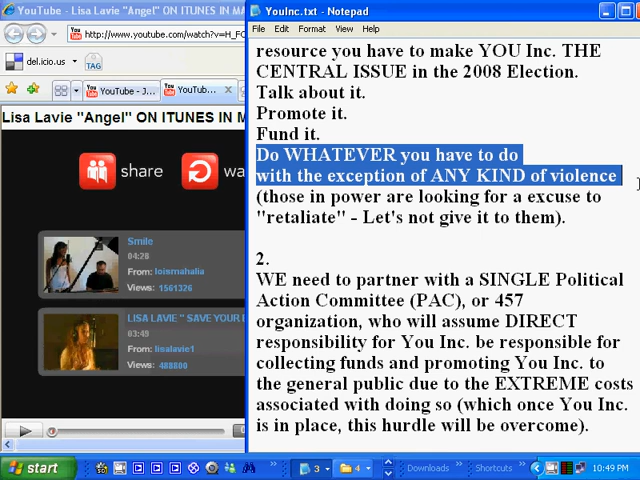 YouTube - Lisa Lavie "Angel" ON ITUNES IN M
http://www.youtube.com/watch?v=H_FC
del.icio.us
TAG
YouTube - J...
YouTub...
Lisa Lavie "Angel" ON ITUNES IN M
share
wa
Smile
04:28
From: loismahalia
Views: 1561326
LISA LAVIE " SAVE YOUR
03:49
From: lisalavie1
Views: 488800
YouInc.txt - Notepad
File Edit Format View Help
resource you have to make YOU Inc. THE
CENTRAL ISSUE in the 2008 Election.
Talk about it.
Promote it.
Fund it.
Do WHATEVER you have to do
with the exception of ANY KIND of violence
(those in power are looking for a excuse to
"retaliate" - Let's not give it to them).
2.
WE need to partner with a SINGLE Political
Action Committee (PAC), or 457
organization, who will assume DIRECT
responsibility for You Inc. be responsible for
collecting funds and promoting You Inc. to
the general public due to the EXTREME costs
associated with doing so (which once You Inc.
is in place, this hurdle will be overcome).
start
3
4
Downloads
Shortcuts
10:49 PM